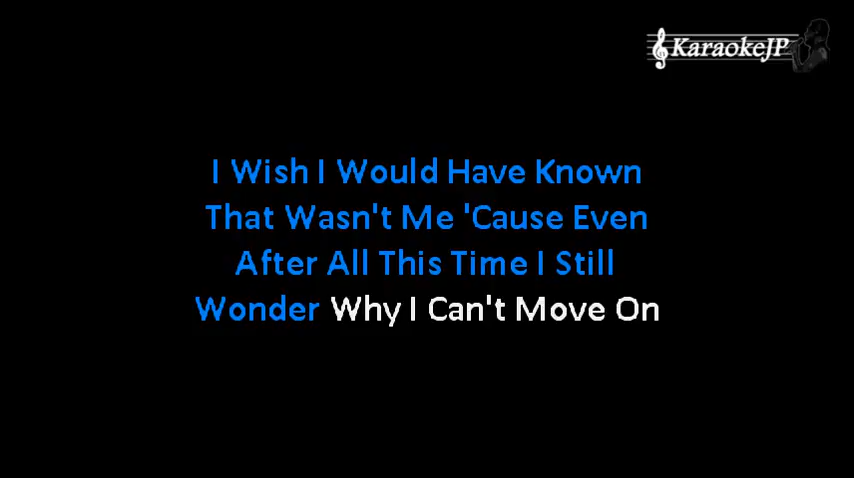 KaraokeJP
I Wish I Would Have Known
That Wasn't Me 'Cause Even
After All This Time I Still
Wonder Why I Can't Move On